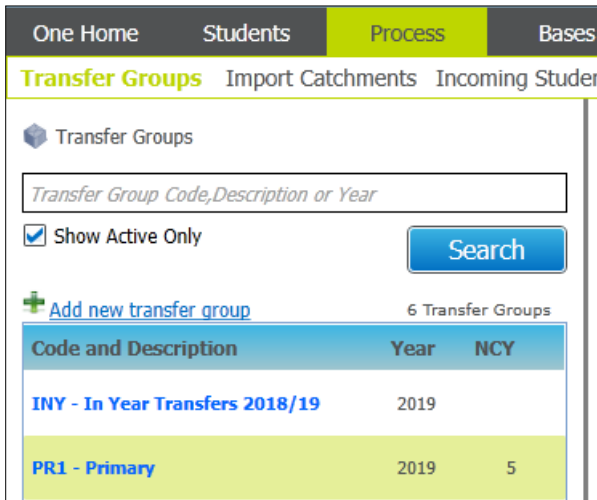 One Home Students Process Bases
Transfer Groups Import Catchments Incoming
Transfer Groups
Transfer Group Code,Description or Year
Show Active Only
Search
Add new transfer group 6 Transfer Groups
Code and Description Year NCY
INY - In Year Transfers 2018/19 2019
PR1 - Primary 2019 5